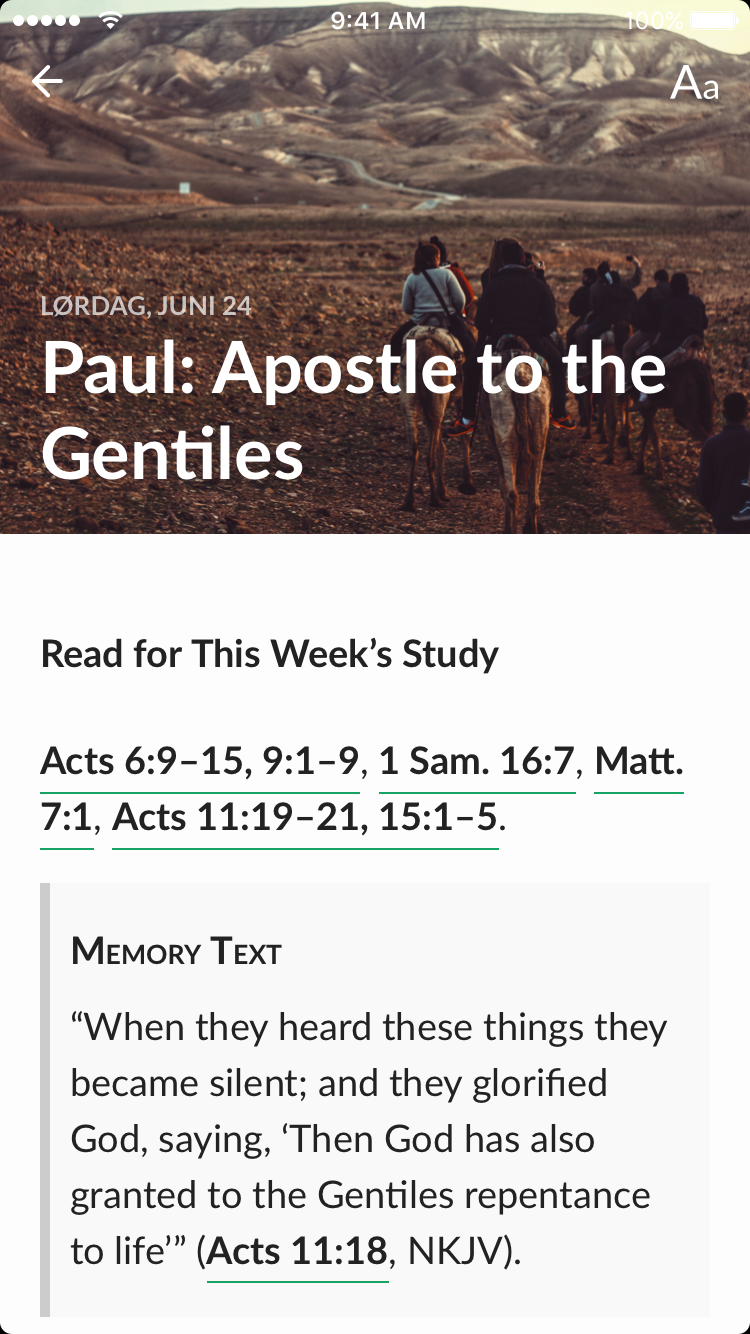 9:41 AM
100%
Aa
LØRDAG, JUNI 24
Paul: Apostle to the
Gentiles
Read for This Week’s Study
Acts 6:9–15, 9:1–9, 1 Sam. 16:7, Matt.
7:1, Acts 11:19–21, 15:1–5.
Memory Text
“When they heard these things they
became silent; and they glorified
God, saying, ‘Then God has also
granted to the Gentiles repentance
to life’” (Acts 11:18, NKJV).